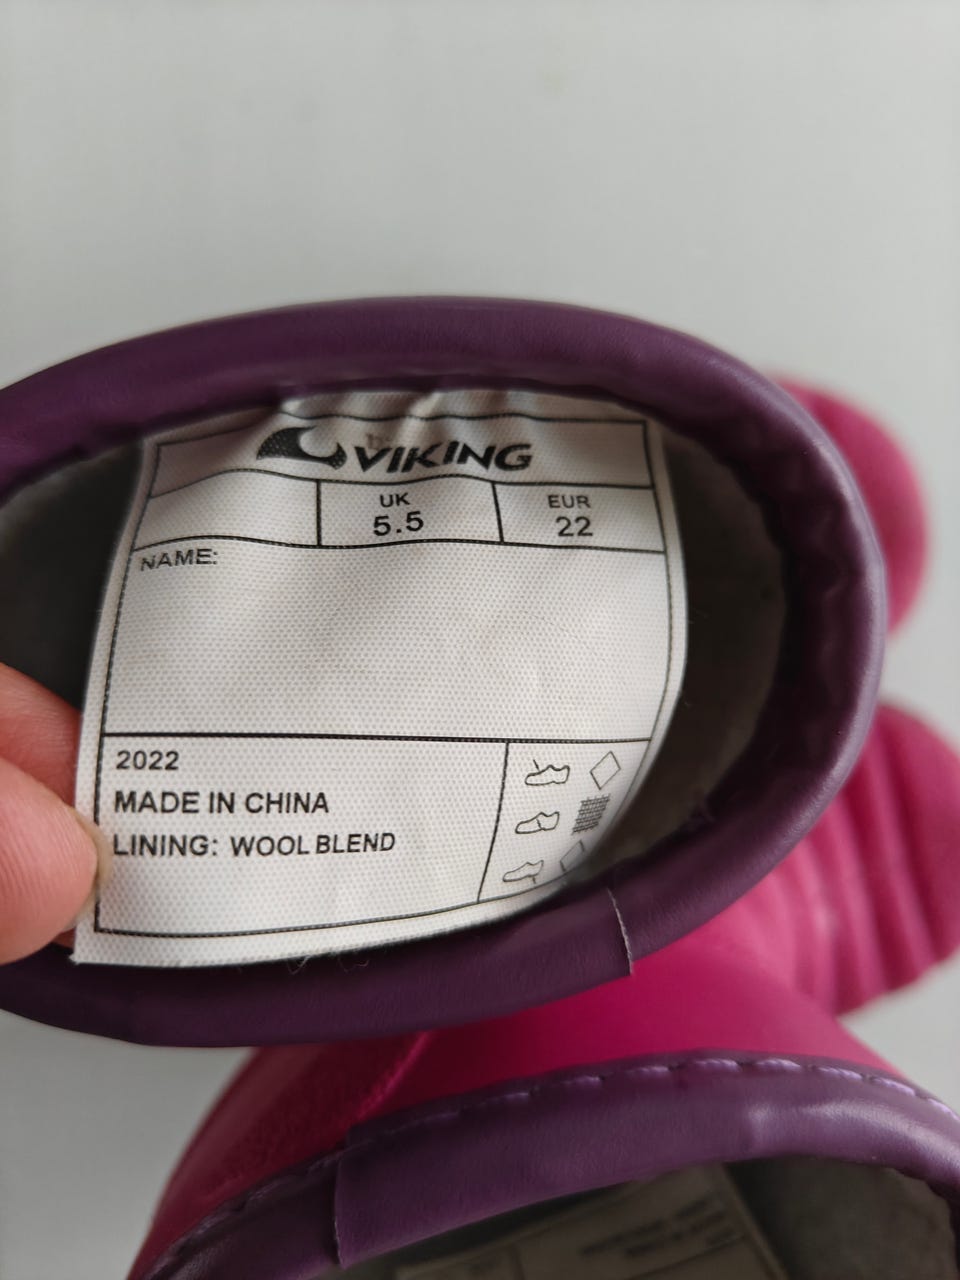 VIKING
UK EUR
5.5 22
NAME:
2022
MADE IN CHINA
LINING: WOOL BLEND